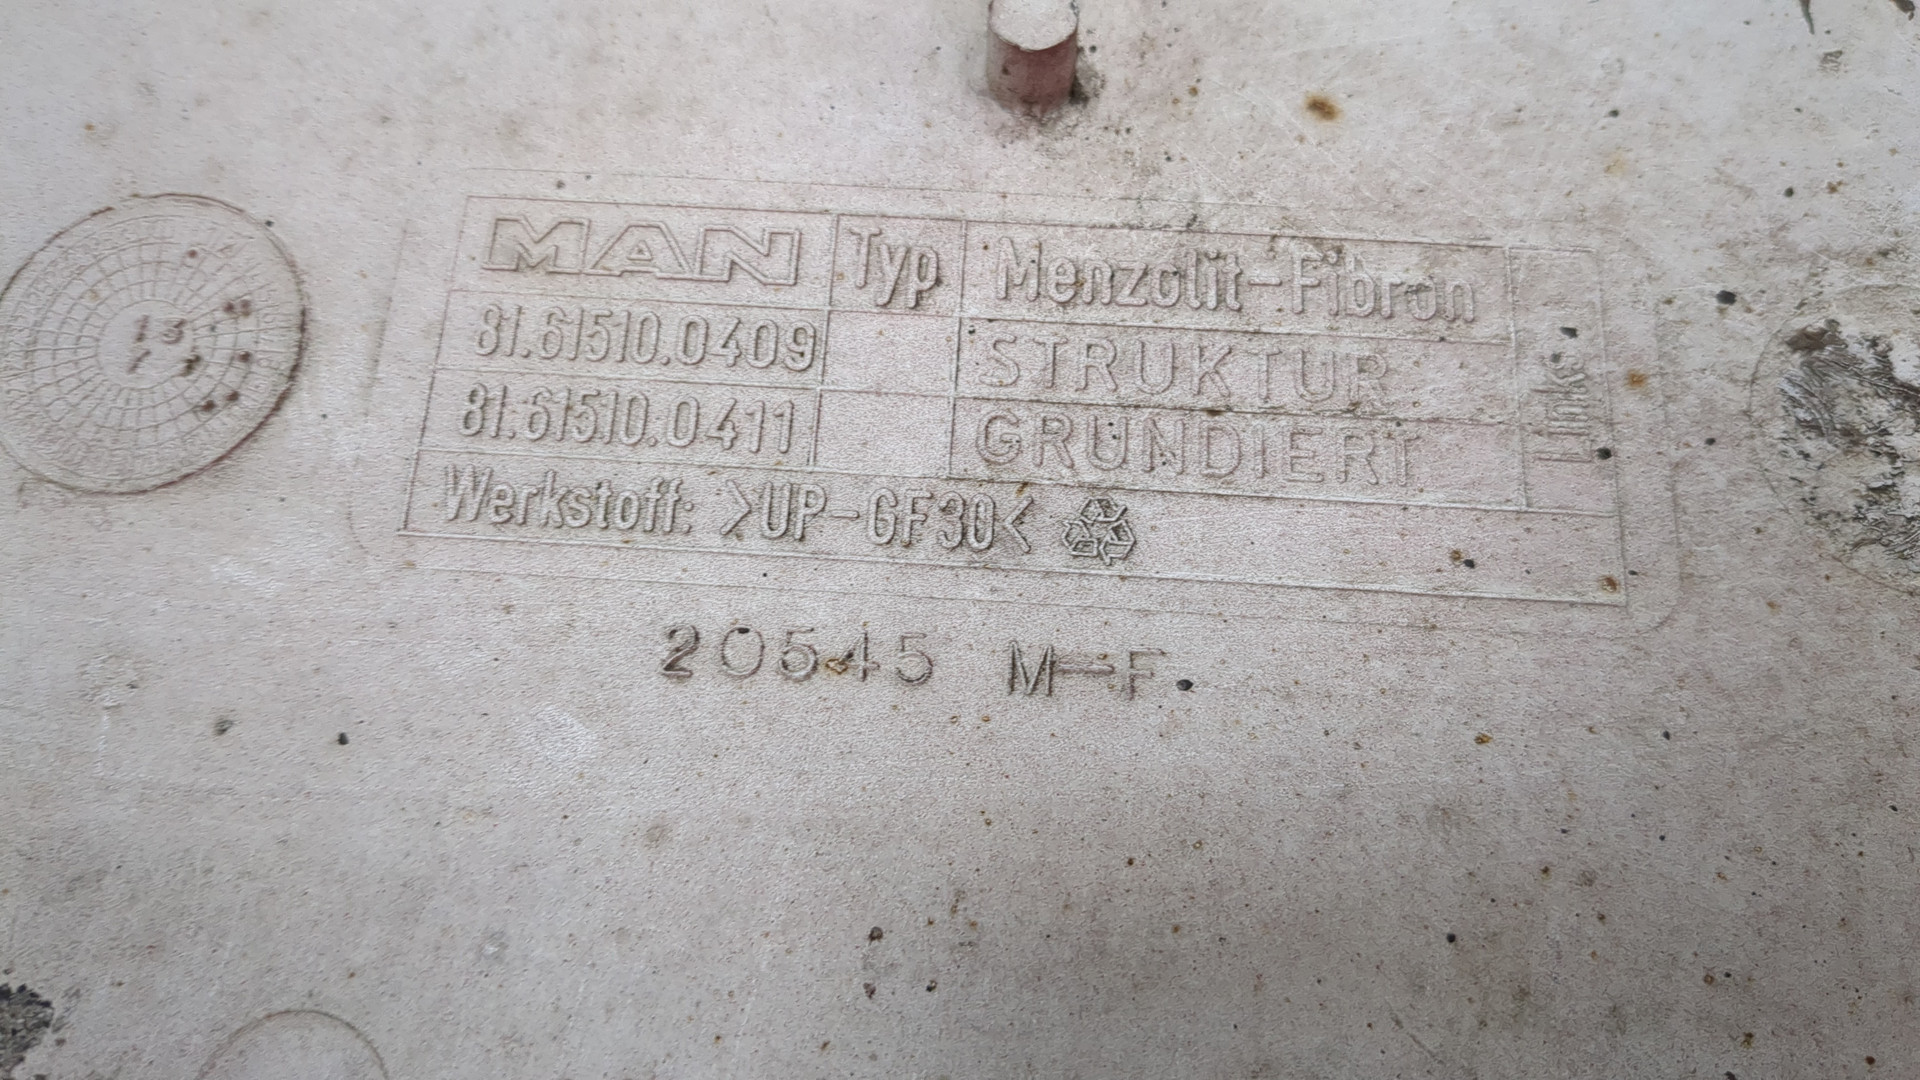 MAN Typ Menzolit-Fibron
81.61510.0409 STRUKTUR
81.61510.0411 GRUNDIERT
Links
Werkstoff: >UP-GF30<
20545 M-F